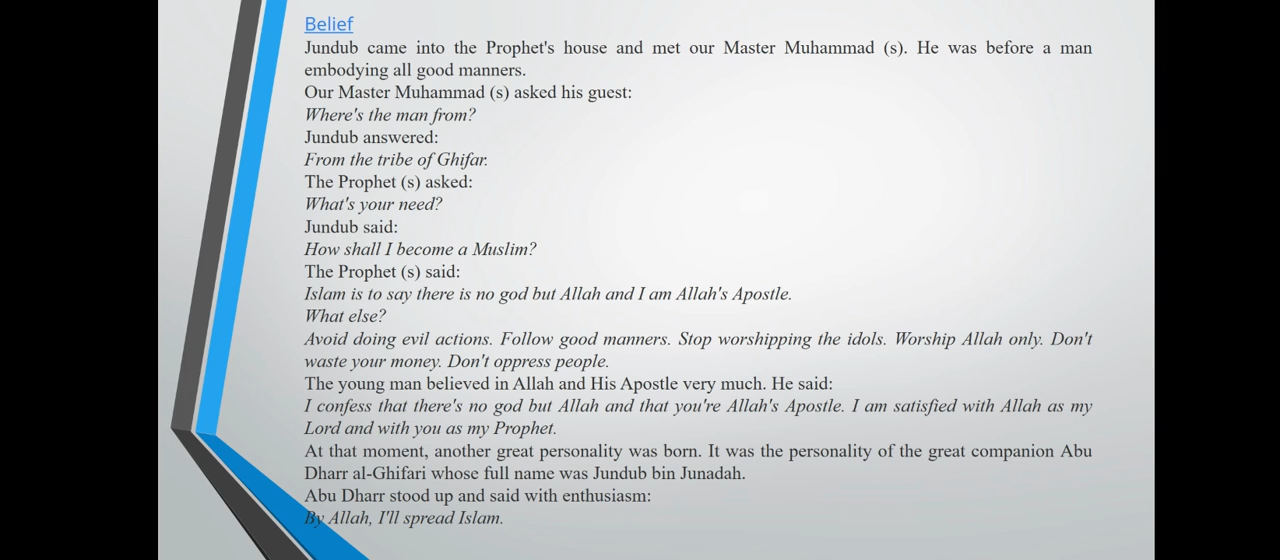 Belief
Jundub came into the Prophet's house and met our Master Muhammad (s). He was before a man
embodying all good manners.
Our Master Muhammad (s) asked his guest:
Where's the man from?
Jundub answered:
From the tribe of Ghifar.
The Prophet (s) asked:
What's your need?
Jundub said:
How shall I become a Muslim?
The Prophet (s) said:
Islam is to say there is no god but Allah and I am Allah's Apostle.
What else?
Avoid doing evil actions. Follow good manners. Stop worshipping the idols. Worship Allah only. Don't
waste your money. Don't oppress people.
The young man believed in Allah and His Apostle very much. He said:
I confess that there's no god but Allah and that you're Allah's Apostle. I am satisfied with Allah as my
Lord and with you as my Prophet.
At that moment, another great personality was born. It was the personality of the great companion Abu
Dharr al-Ghifari whose full name was Jundub bin Junadah.
Abu Dharr stood up and said with enthusiasm:
By Allah, I'll spread Islam.